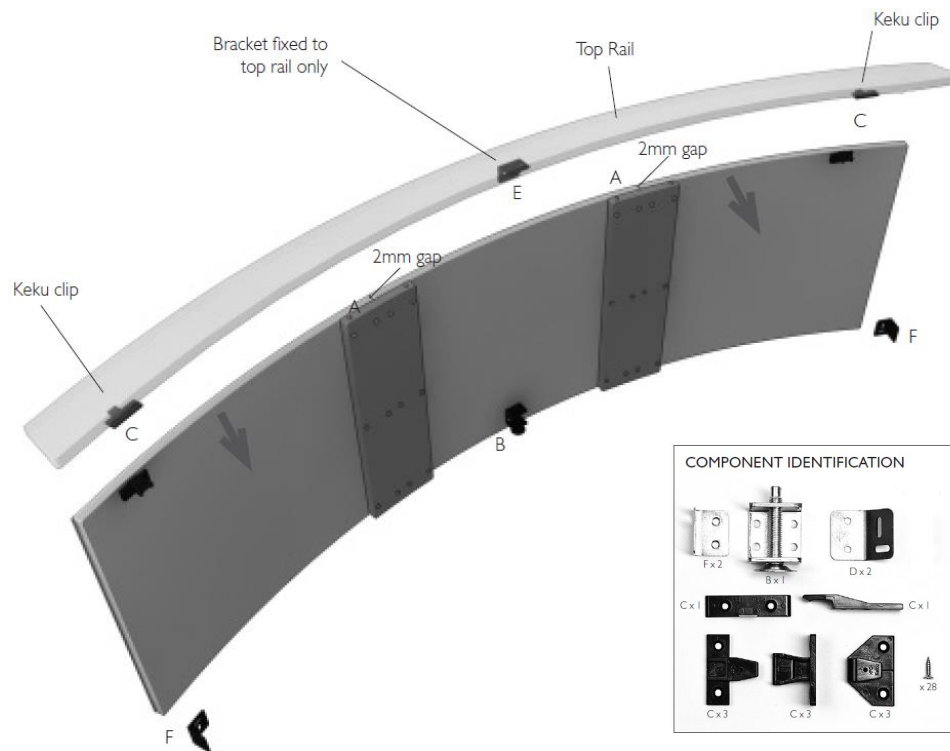 Keku clip
Bracket fixed to
top rail only
Top Rail
C
2mm gap
E
A
2mm gap
Keku clip
A
F
C
B
COMPONENT IDENTIFICATION
F x 2
B x 1
D x 2
C x 1
C x 1
C x 3
C x 3
C x 3
x 28
F